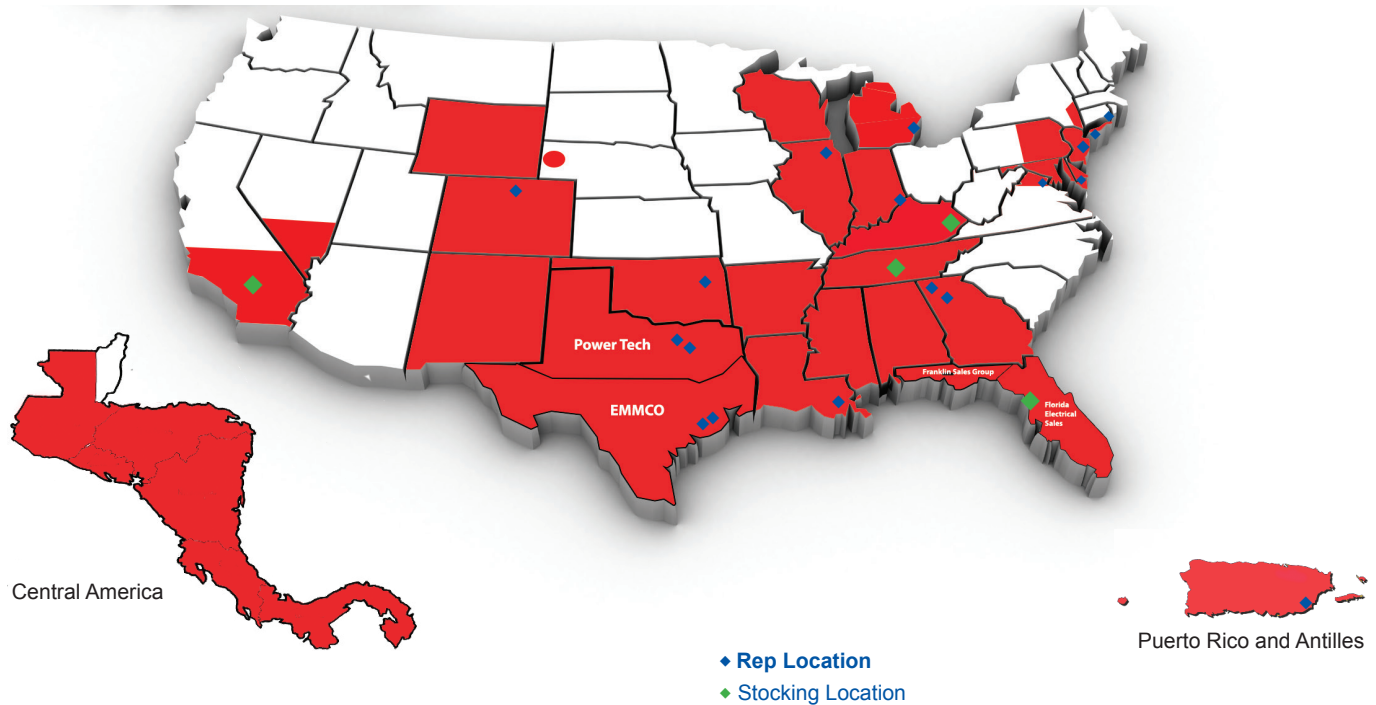 Power Tech
EMMCO
Franklin Sales Group
Florida
Electrical
Sales
Central America
Puerto Rico and Antilles
Rep Location
Stocking Location